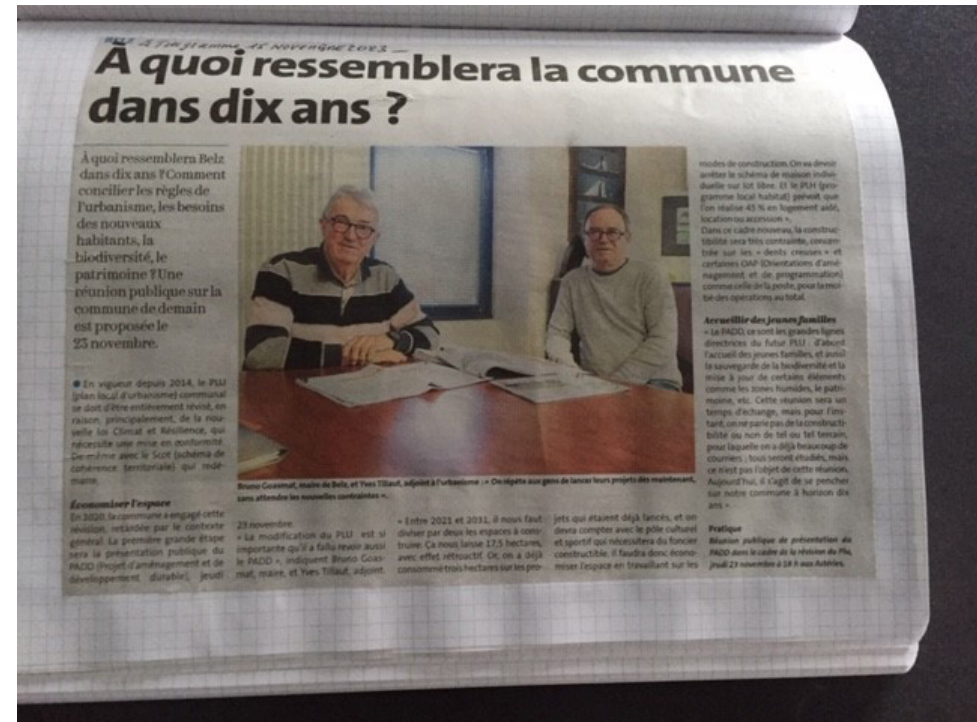 BELZ Le Télégramme 15 novembre 2023
À quoi ressemblera la commune
dans dix ans ?
À quoi ressemblera Belz
dans dix ans ? Comment
concilier les règles de
l'urbanisme, les besoins
des nouveaux
habitants, la
biodiversité, le
patrimoine ? Une
réunion publique sur la
commune de demain
est proposée le
23 novembre.
● En vigueur depuis 2014, le PLU
(plan local d'urbanisme) communal
se doit d'être entièrement révisé, en
raison, principalement, de la nou-
velle loi Climat et Résilience, qui
nécessite une mise en conformité.
De même avec le Scot (schéma de
cohérence territoriale) qui redé-
marre.
Économiser l'espace
En 2020, la commune a engagé cette
révision, retardée par le contexte
général. La première grande étape
sera la présentation publique du
PADD (Projet d'aménagement et de
développement durable), jeudi
Bruno Goasmat, maire de Belz, et Yves Tillaut, adjoint à l'urbanisme : « On répète aux gens de lancer leurs projets dès maintenant,
sans attendre les nouvelles contraintes ».
23 novembre.
« La modification du PLU est si
importante qu'il a fallu revoir aussi
le PADD », indiquent Bruno Goas-
mat, maire, et Yves Tillaut, adjoint.
« Entre 2021 et 2031, il nous faut
diviser par deux les espaces à cons-
truire. Ça nous laisse 17,5 hectares,
avec effet rétroactif. Or, on a déjà
consommé trois hectares sur les pro-
jets qui étaient déjà lancés, et on
devra compter avec le pôle culturel
et sportif qui nécessitera du foncier
constructible. Il faudra donc écono-
miser l'espace en travaillant sur les
modes de construction. On va devoir
arrêter le schéma de maison indivi-
duelle sur lot libre. Et le PLH (pro-
gramme local habitat) prévoit que
l'on réalise 45 % en logement aidé,
location ou accession ».
Dans ce cadre nouveau, la construc-
tibilité sera très contrainte, concen-
trée sur les « dents creuses » et
certaines OAP (Orientations d'amé-
nagement et de programmation)
comme celle de la poste, pour la moi-
tié des opérations au total.
Accueillir des jeunes familles
« Le PADD, ce sont les grandes lignes
directrices du futur PLU : d'abord
l'accueil des jeunes familles, et aussi
la sauvegarde de la biodiversité et la
mise à jour de certains éléments
comme les zones humides, le patri-
moine, etc. Cette réunion sera un
temps d'échange, mais pour l'ins-
tant, on ne parle pas de la constructi-
bilité ou non de tel ou tel terrain,
pour laquelle on a déjà beaucoup de
courriers ; tous seront étudiés, mais
ce n'est pas l'objet de cette réunion.
Aujourd'hui, il s'agit de se pencher
sur notre commune à horizon dix
ans ».
Pratique
Réunion publique de présentation du
PADD dans le cadre de la révision du Plu,
jeudi 23 novembre à 18 h aux Astéries.